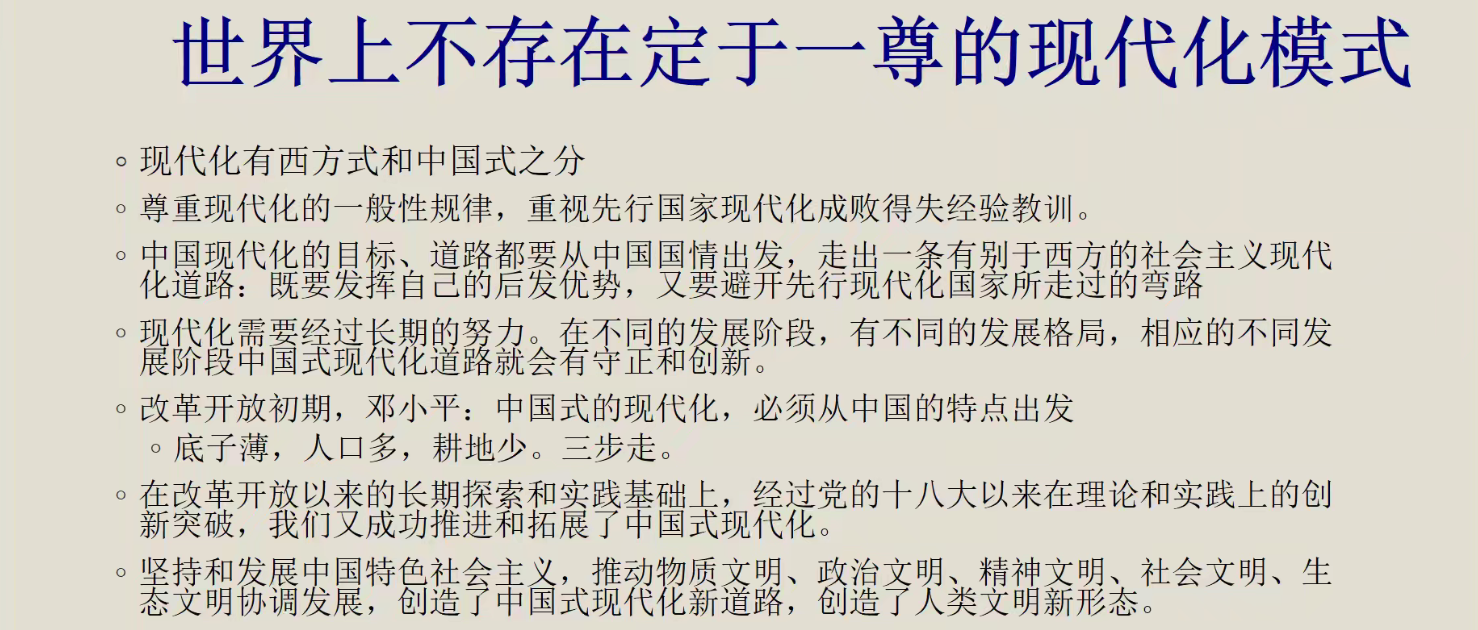 世界上不存在定于一尊的现代化模式
现代化有西方式和中国式之分
尊重现代化的一般性规律，重视先行国家现代化成败得失经验教训。
中国现代化的目标、道路都要从中国国情出发，走出一条有别于西方的社会主义现代
化道路：既要发挥自己的后发优势，又要避开先行现代化国家所走过的弯路
现代化需要经过长期的努力。在不同的发展阶段，有不同的发展格局，相应的不同发
展阶段中国式现代化道路就会有守正和创新。
改革开放初期，邓小平：中国式的现代化，必须从中国的特点出发
底子薄，人口多，耕地少。三步走。
在改革开放以来的长期探索和实践基础上，经过党的十八大以来在理论和实践上的创
新突破，我们又成功推进和拓展了中国式现代化。
坚持和发展中国特色社会主义，推动物质文明、政治文明、精神文明、社会文明、生
态文明协调发展，创造了中国式现代化新道路，创造了人类文明新形态。